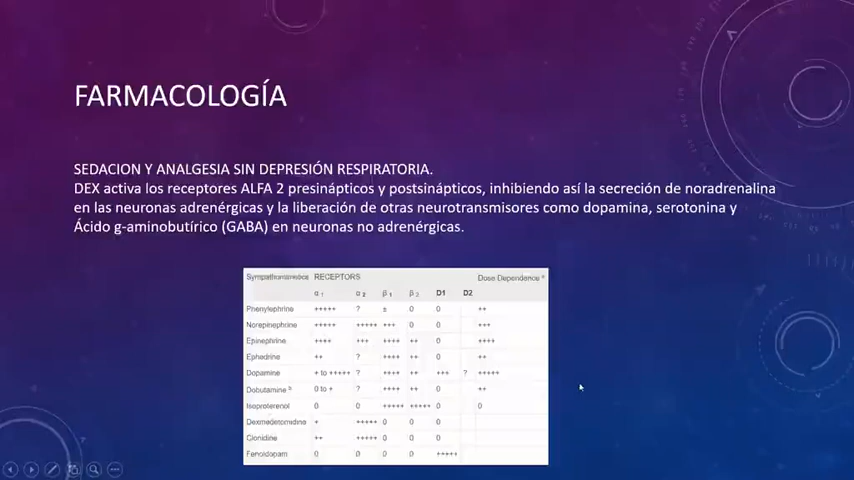 FARMACOLOGÍA
SEDACION Y ANALGESIA SIN DEPRESIÓN RESPIRATORIA.
DEX activa los receptores ALFA 2 presinápticos y postsinápticos, inhibiendo así la secreción de noradrenalina
en las neuronas adrenérgicas y la liberación de otras neurotransmisores como dopamina, serotonina y
Ácido g-aminobutírico (GABA) en neuronas no adrenérgicas.
Sympathomimetics RECEPTORS Dose Dependence a
α 1 α 2 β 1 β 2 D1 D2
Phenylephrine +++++ ? ± 0 0 ++
Norepinephrine +++++ +++++ +++ 0 0 +++
Epinephrine ++++ +++ ++++ ++ 0 ++++
Ephedrine ++ ? ++++ ++ 0 ++
Dopamine + to +++++ ? ++++ ++ +++ ? +++++
Dobutamine b 0 to + ? ++++ ++ 0 ++
Isoproterenol 0 0 +++++ +++++ 0 0
Dexmedetomidine + +++++ 0 0 0
Clonidine ++ +++++ 0 0 0
Fenoldopam 0 0 0 0 +++++